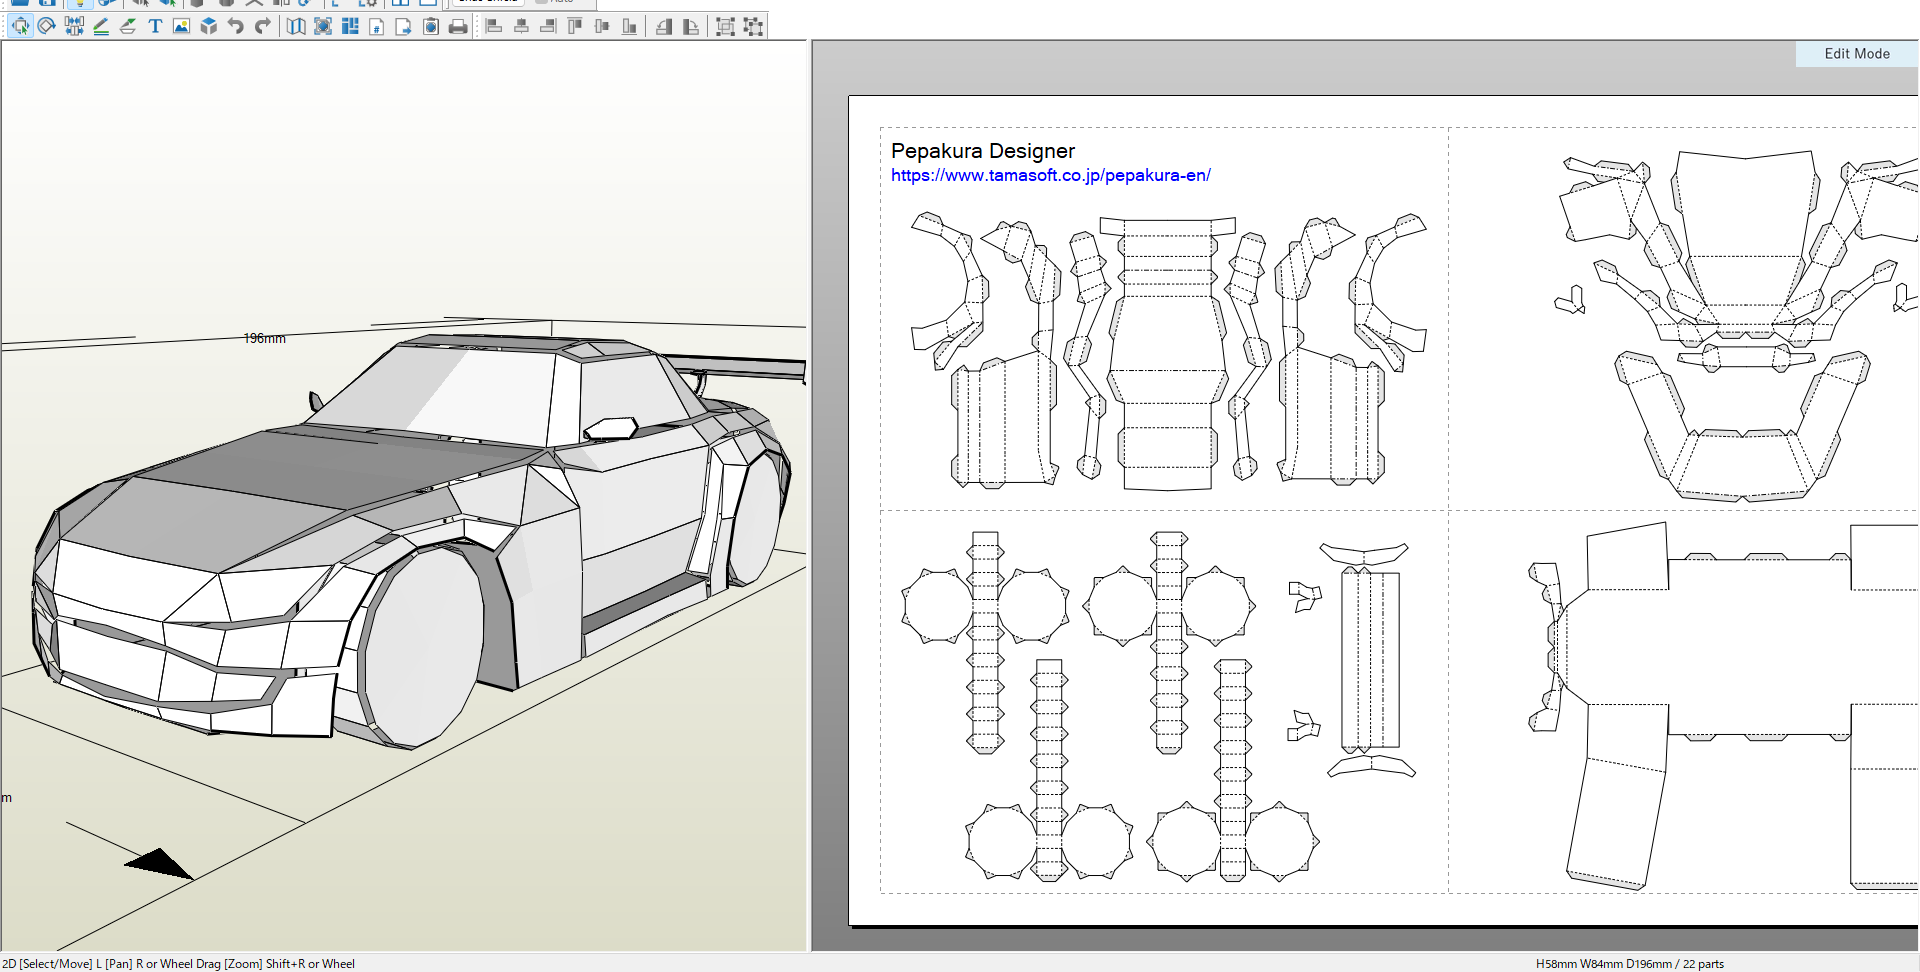 T
#
Edit Mode
Pepakura Designer
https://www.tamasoft.co.jp/pepakura-en/
196mm
m
2D [Select/Move] L [Pan] R or Wheel Drag [Zoom] Shift+R or Wheel
H58mm W84mm D196mm / 22 parts